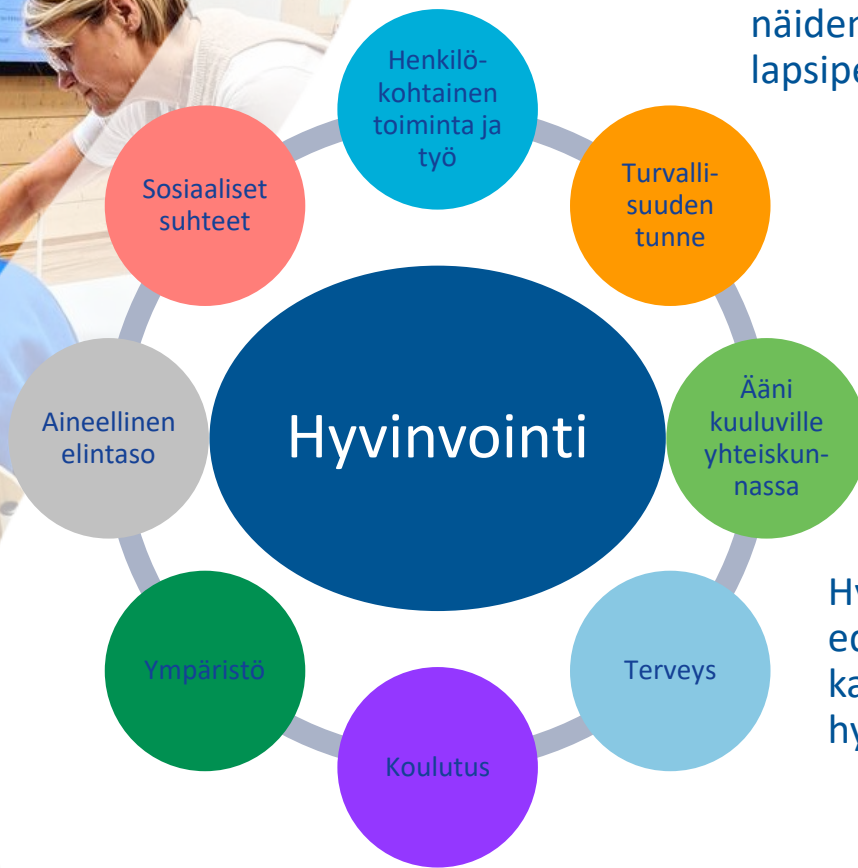 näiden
Henkilö-
kohtainen
toiminta ja
työ
Turvalli-
suuden
tunne
Ääni
kuuluville
yhteiskun-
nassa
Terveys
Koulutus
Ympäristö
Aineellinen
elintaso
Sosiaaliset
suhteet
Hyvinvointi